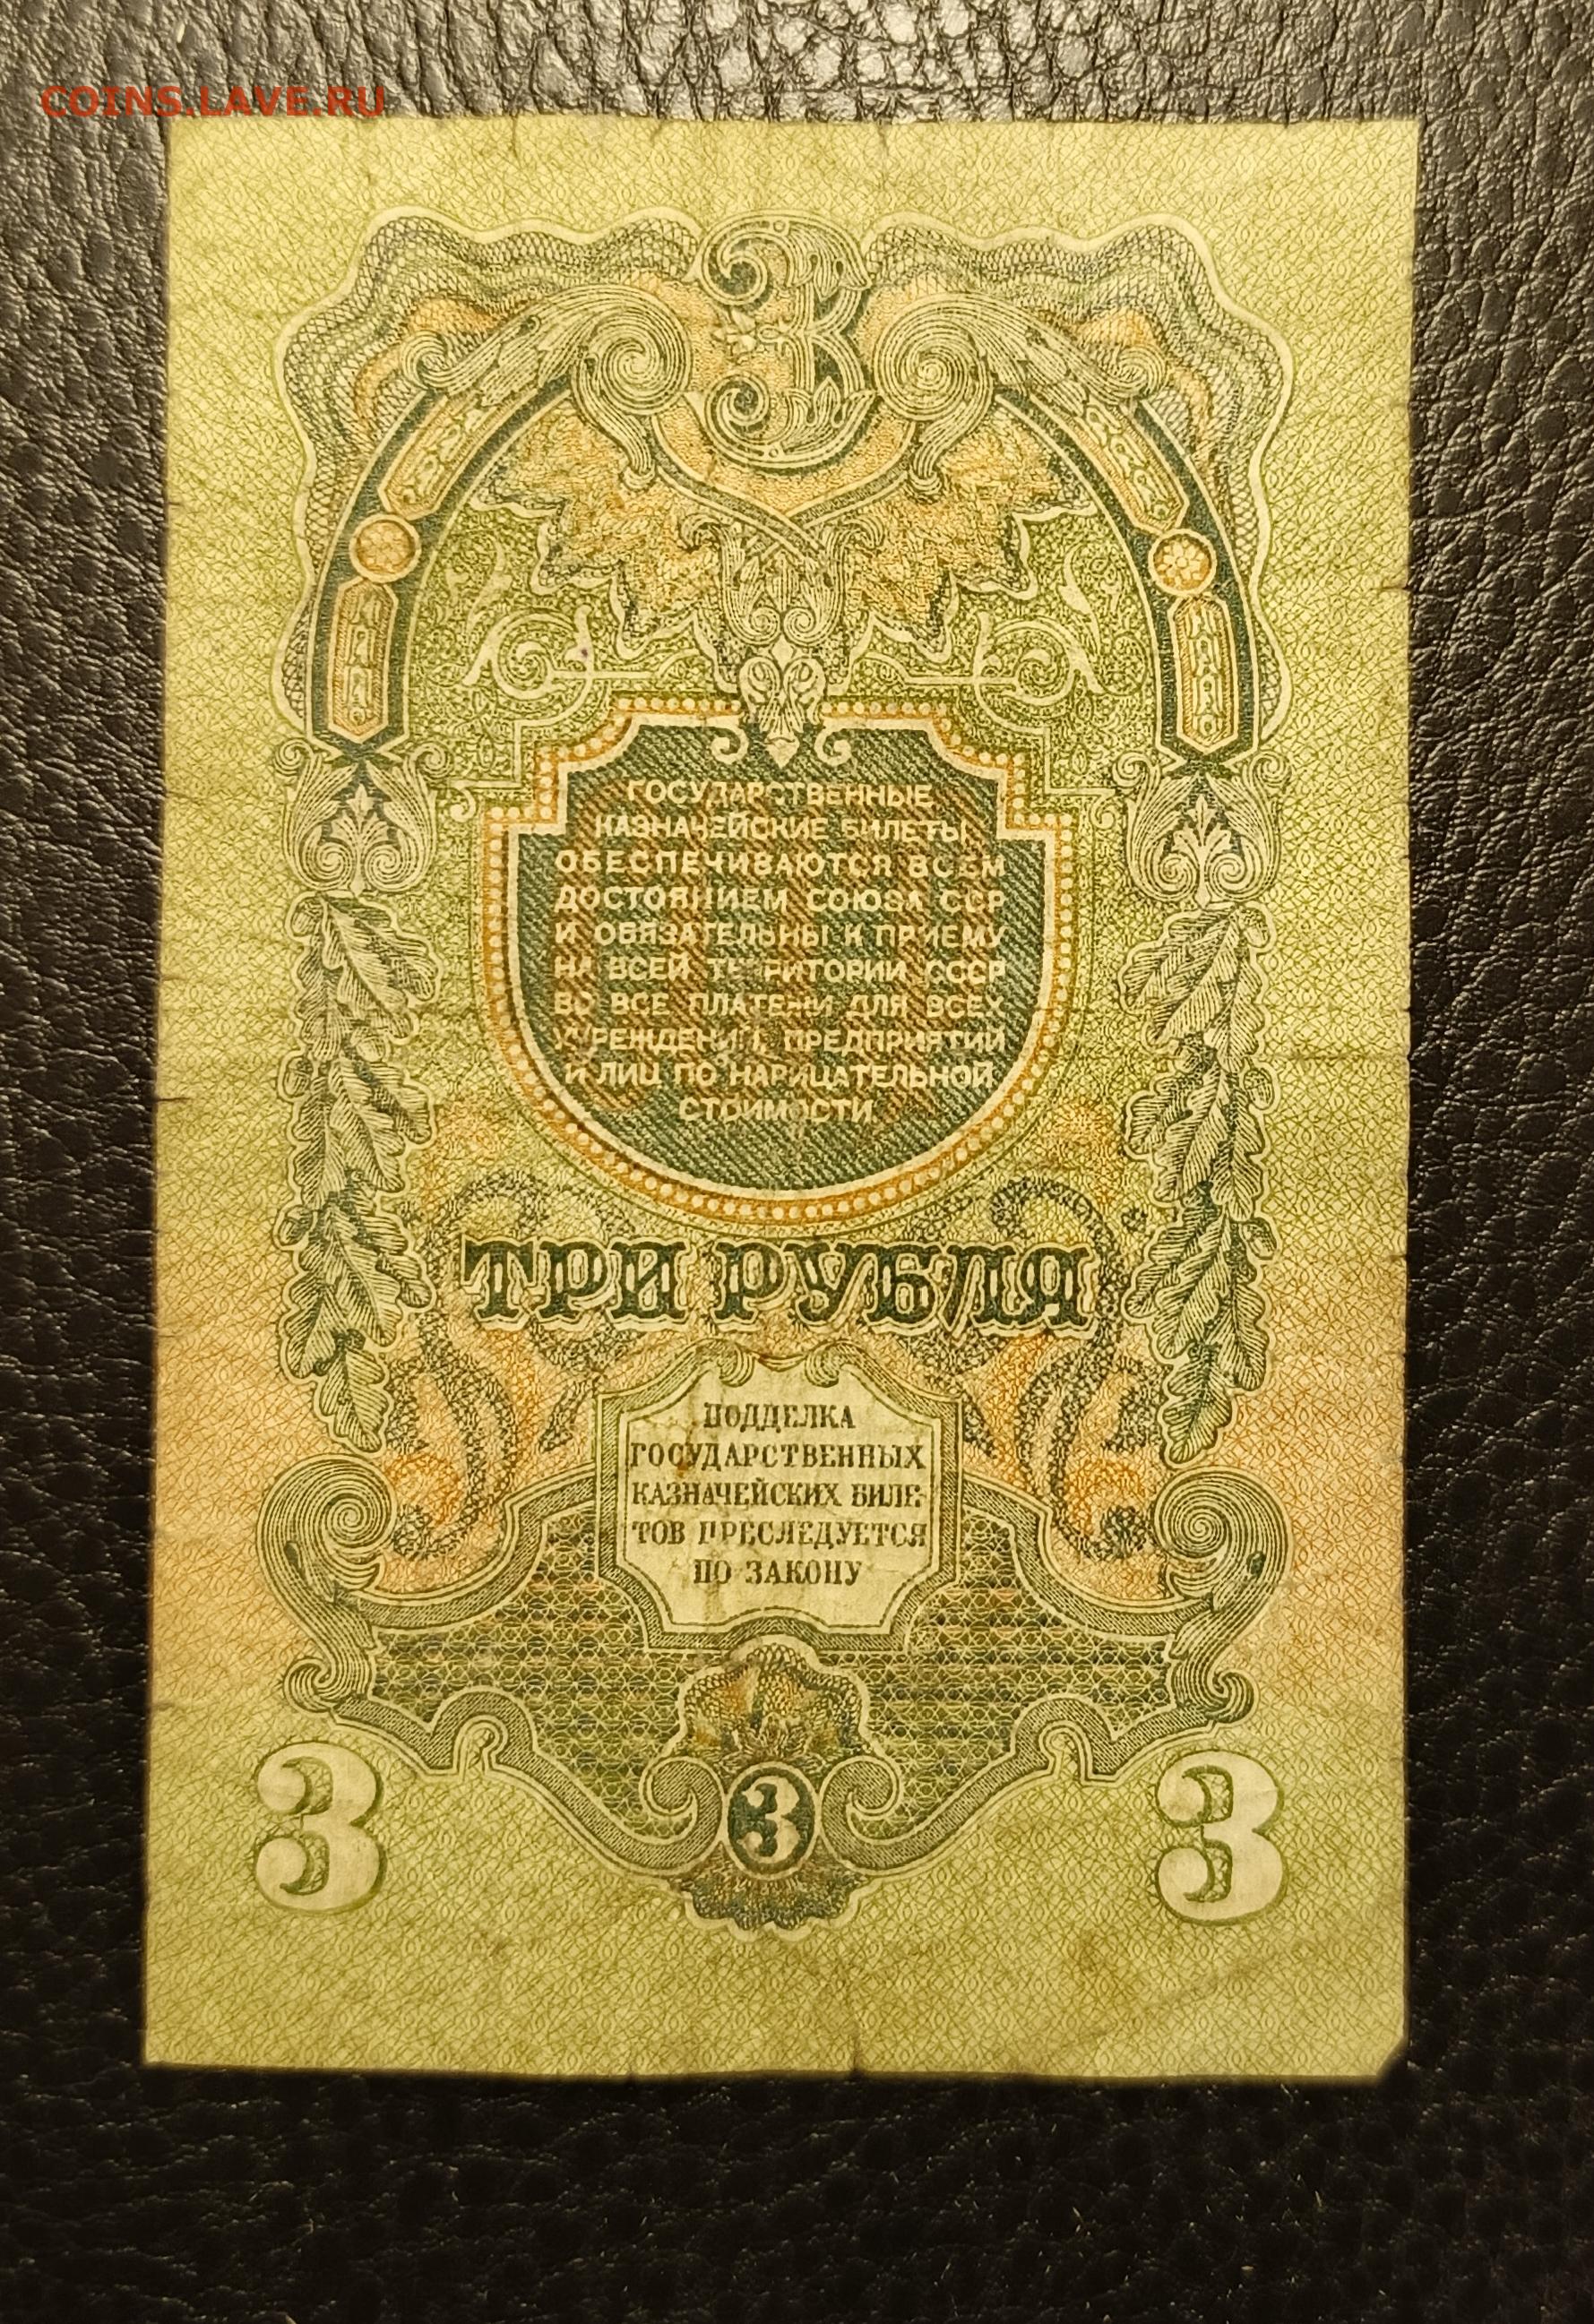 COINS.LAVE.RU
3
ГОСУДАРСТВЕННЫЕ
КАЗНАЧЕЙСКИЕ БИЛЕТЫ
ОБЕСПЕЧИВАЮТСЯ ВСЕМ
ДОСТОЯНИЕМ СОЮЗА ССР
И ОБЯЗАТЕЛЬНЫ К ПРИЕМУ
НА ВСЕЙ ТЕРРИТОРИИ СССР
ВО ВСЕ ПЛАТЕЖИ ДЛЯ ВСЕХ
УЧРЕЖДЕНИЙ, ПРЕДПРИЯТИЙ
И ЛИЦ ПО НАРИЦАТЕЛЬНОЙ
СТОИМОСТИ
ТРИ РУБЛЯ
ПОДДЕЛКА
ГОСУДАРСТВЕННЫХ
КАЗНАЧЕЙСКИХ БИЛЕ-
ТОВ ПРЕСЛЕДУЕТСЯ
ПО ЗАКОНУ
3 3 3